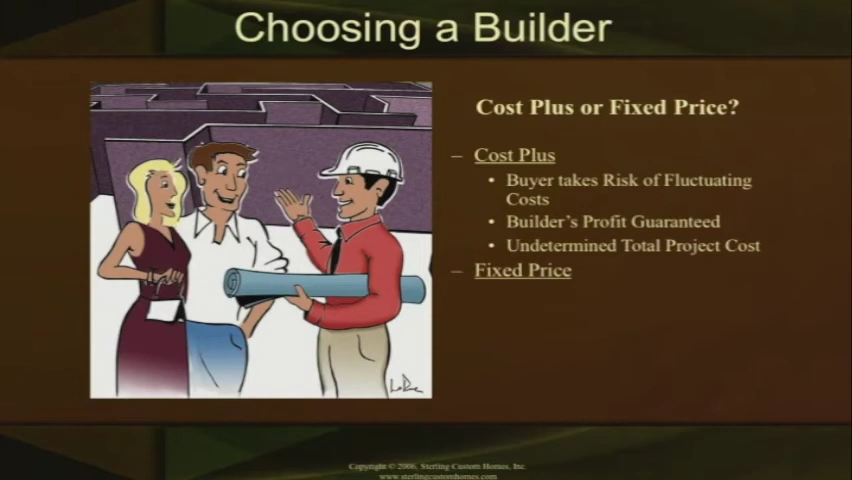 Choosing a Builder
Cost Plus or Fixed Price?
– Cost Plus
• Buyer takes Risk of Fluctuating
Costs
• Builder's Profit Guaranteed
• Undetermined Total Project Cost
– Fixed Price
Copyright © 2006, Sterling Custom Homes, Inc.
www.sterlingcustomhomes.com